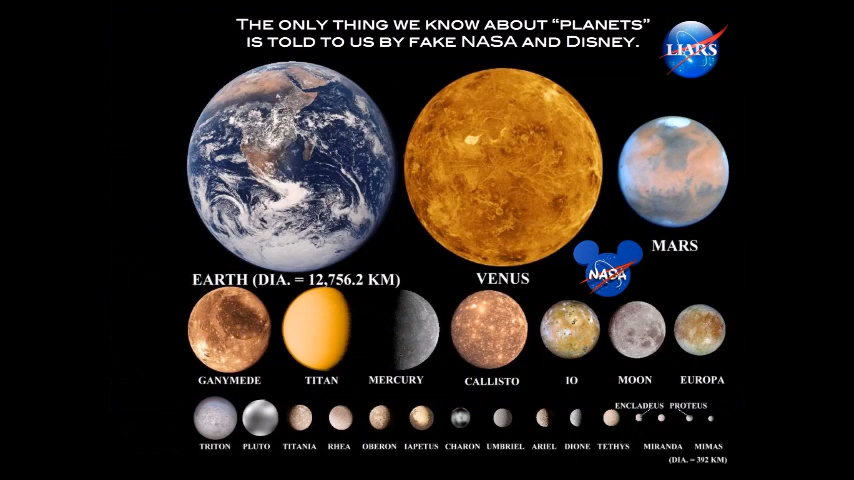 The only thing we know about “planets”
is told to us by fake NASA and Disney.
LIARS
MARS
NASA
EARTH (DIA. = 12,756.2 KM)
VENUS
GANYMEDE TITAN MERCURY CALLISTO IO MOON EUROPA
ENCLADEUS PROTEUS
TRITON PLUTO TITANIA RHEA OBERON IAPETUS CHARON UMBRIEL ARIEL DIONE TETHYS MIRANDA MIMAS
(DIA. = 392 KM)